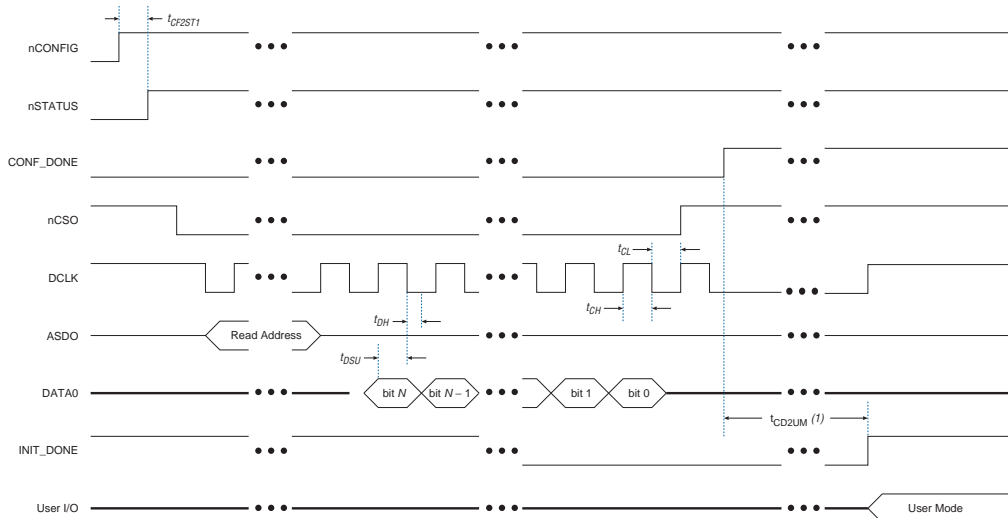 tCF2ST1
nCONFIG
nSTATUS
CONF_DONE
nCSO
tCL
DCLK
tDH
tCH
ASDO
Read Address
tDSU
DATA0
bit N
bit N – 1
bit 1
bit 0
tCD2UM (1)
INIT_DONE
User I/O
User Mode